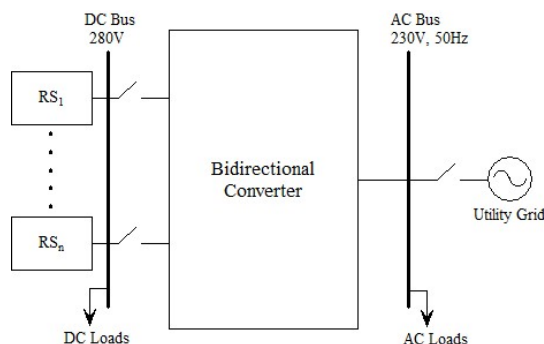 DC Bus
280V
AC Bus
230V, 50Hz
RS1
Bidirectional
Converter
Utility Grid
RSn
DC Loads
AC Loads